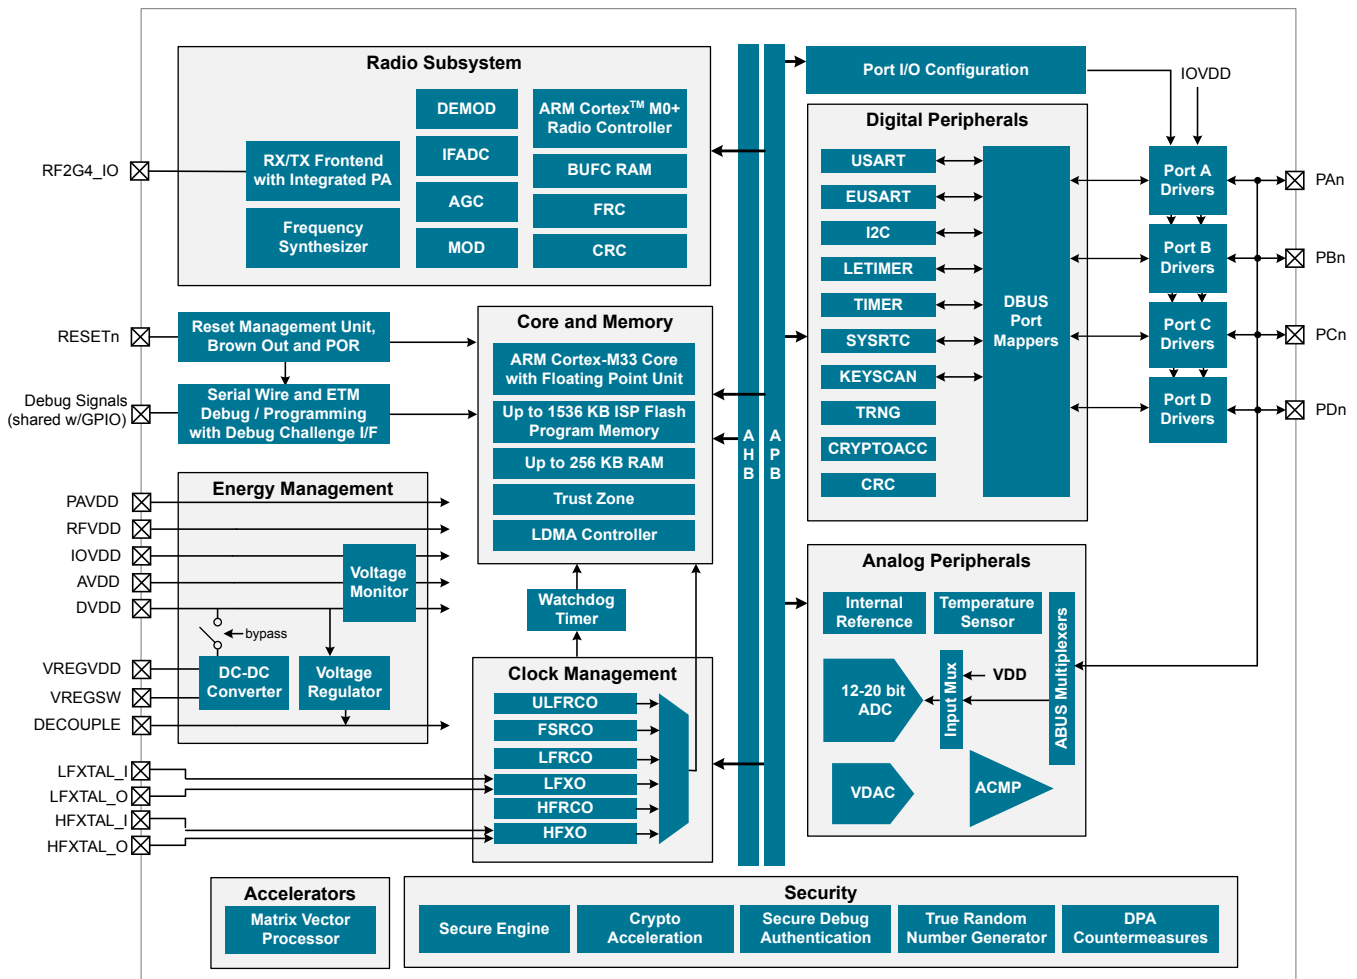 Radio Subsystem
DEMOD
IFADC
AGC
MOD
ARM Cortex™ M0+
Radio Controller
BUFC RAM
FRC
CRC
RX/TX Frontend
with Integrated PA
Frequency
Synthesizer
RF2G4_IO
RESETn
Reset Management Unit,
Brown Out and POR
Debug Signals
(shared w/GPIO)
Serial Wire and ETM
Debug / Programming
with Debug Challenge I/F
Core and Memory
ARM Cortex-M33 Core
with Floating Point Unit
Up to 1536 KB ISP Flash
Program Memory
Up to 256 KB RAM
Trust Zone
LDMA Controller
Energy Management
PAVDD
RFVDD
IOVDD
AVDD
DVDD
VREGVDD
VREGSW
DECOUPLE
Voltage
Monitor
bypass
DC-DC
Converter
Voltage
Regulator
Watchdog
Timer
Clock Management
ULFRCO
FSRCO
LFRCO
LFXO
HFRCO
HFXO
LFXTAL_I
LFXTAL_O
HFXTAL_I
HFXTAL_O
AHB
APB
Port I/O Configuration
IOVDD
Digital Peripherals
USART
EUSART
I2C
LETIMER
TIMER
SYSRTC
KEYSCAN
TRNG
CRYPTOACC
CRC
DBUS
Port
Mappers
Port A
Drivers
Port B
Drivers
Port C
Drivers
Port D
Drivers
PAn
PBn
PCn
PDn
Analog Peripherals
Internal
Reference
Temperature
Sensor
12-20 bit
ADC
Input Mux
VDD
ABUS Multiplexers
VDAC
ACMP
Accelerators
Matrix Vector
Processor
Security
Secure Engine
Crypto
Acceleration
Secure Debug
Authentication
True Random
Number Generator
DPA
Countermeasures